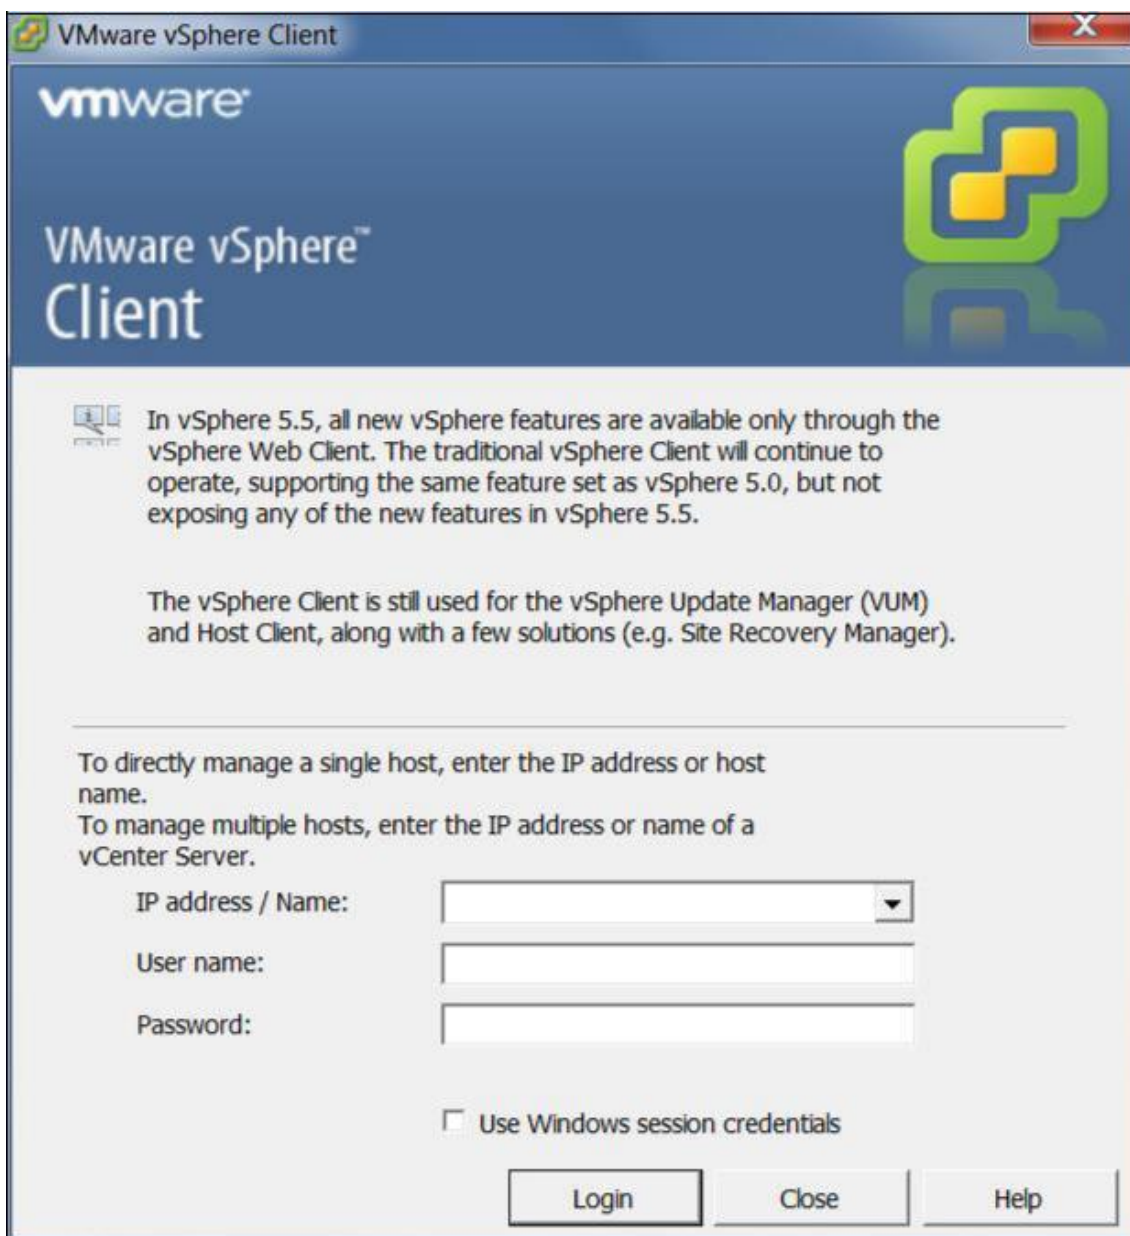 VMware vSphere Client
vmware®
VMware vSphere™
Client
In vSphere 5.5, all new vSphere features are available only through the
vSphere Web Client. The traditional vSphere Client will continue to
operate, supporting the same feature set as vSphere 5.0, but not
exposing any of the new features in vSphere 5.5.
The vSphere Client is still used for the vSphere Update Manager (VUM)
and Host Client, along with a few solutions (e.g. Site Recovery Manager).
To directly manage a single host, enter the IP address or host
name.
To manage multiple hosts, enter the IP address or name of a
vCenter Server.
IP address / Name:
User name:
Password:
Use Windows session credentials
Login Close Help